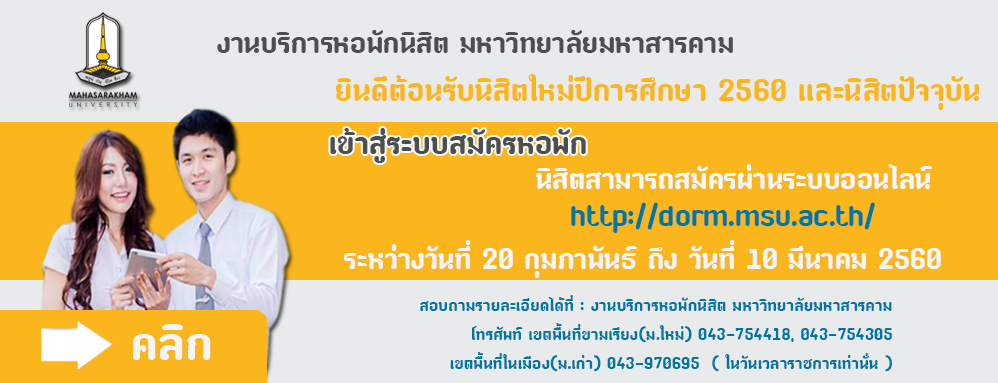 งานบริการหอพักนิสิต มหาวิทยาลัยมหาสารคาม
MAHASARAKHAM
UNIVERSITY
ยินดีต้อนรับนิสิตใหม่ปีการศึกษา 2560 และนิสิตปัจจุบัน
เข้าสู่ระบบสมัครหอพัก
นิสิตสามารถสมัครผ่านระบบออนไลน์
http://dorm.msu.ac.th/
ระหว่างวันที่ 20 กุมภาพันธ์ ถึง วันที่ 10 มีนาคม 2560
สอบถามรายละเอียดได้ที่ : งานบริการหอพักนิสิต มหาวิทยาลัยมหาสารคาม
โทรศัพท์ เขตพื้นที่ขามเรียง(ม.ใหม่) 043-754418, 043-754305
เขตพื้นที่ในเมือง(ม.เก่า) 043-970695 ( ในวันเวลาราชการเท่านั้น )
คลิก